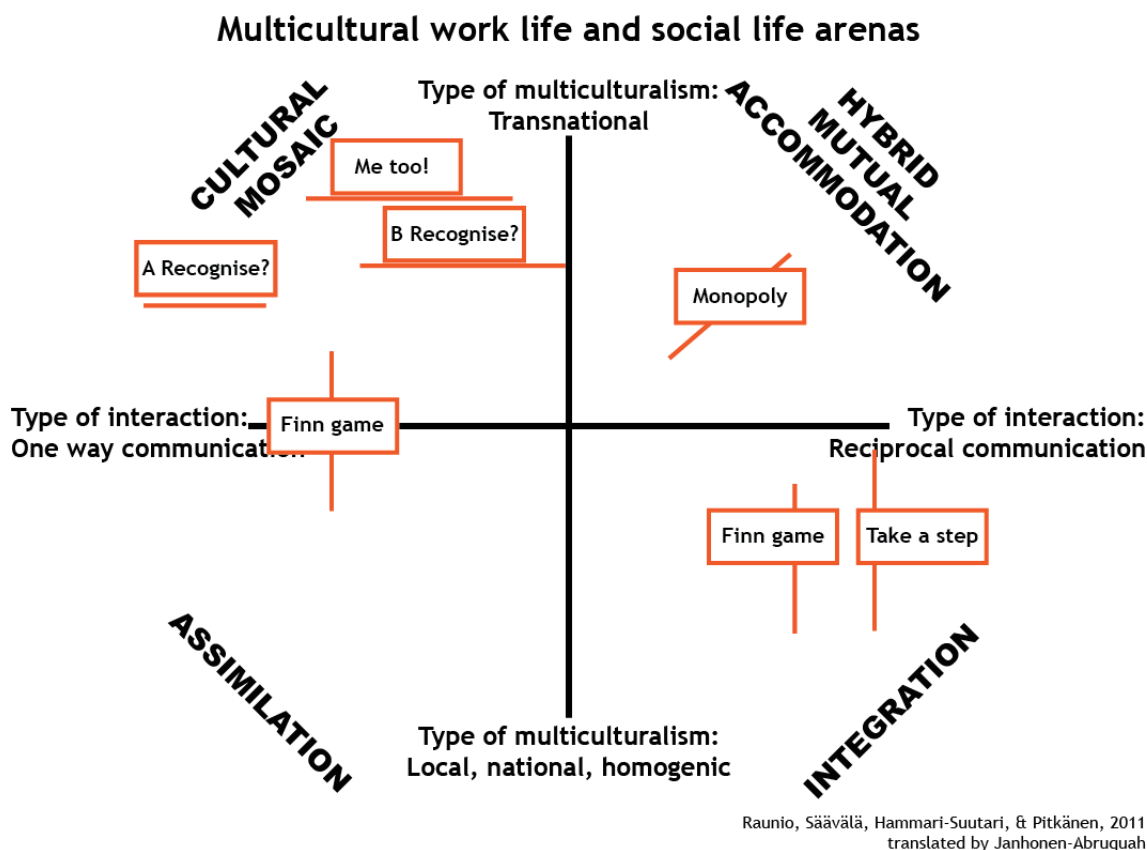 Multicultural work life and social life arenas
CULTURAL
MOSAIC
Type of multiculturalism:
Transnational
HYBRID
MUTUAL
ACCOMMODATION
Me too!
B Recognise?
A Recognise?
Monopoly
Type of interaction:
One way communication
Finn game
Type of interaction:
Reciprocal communication
Finn game
Take a step
ASSIMILATION
Type of multiculturalism:
Local, national, homogenic
INTEGRATION
Raunio, Säävälä, Hammari-Suutari, & Pitkänen, 2011
translated by Janhonen-Abruquah